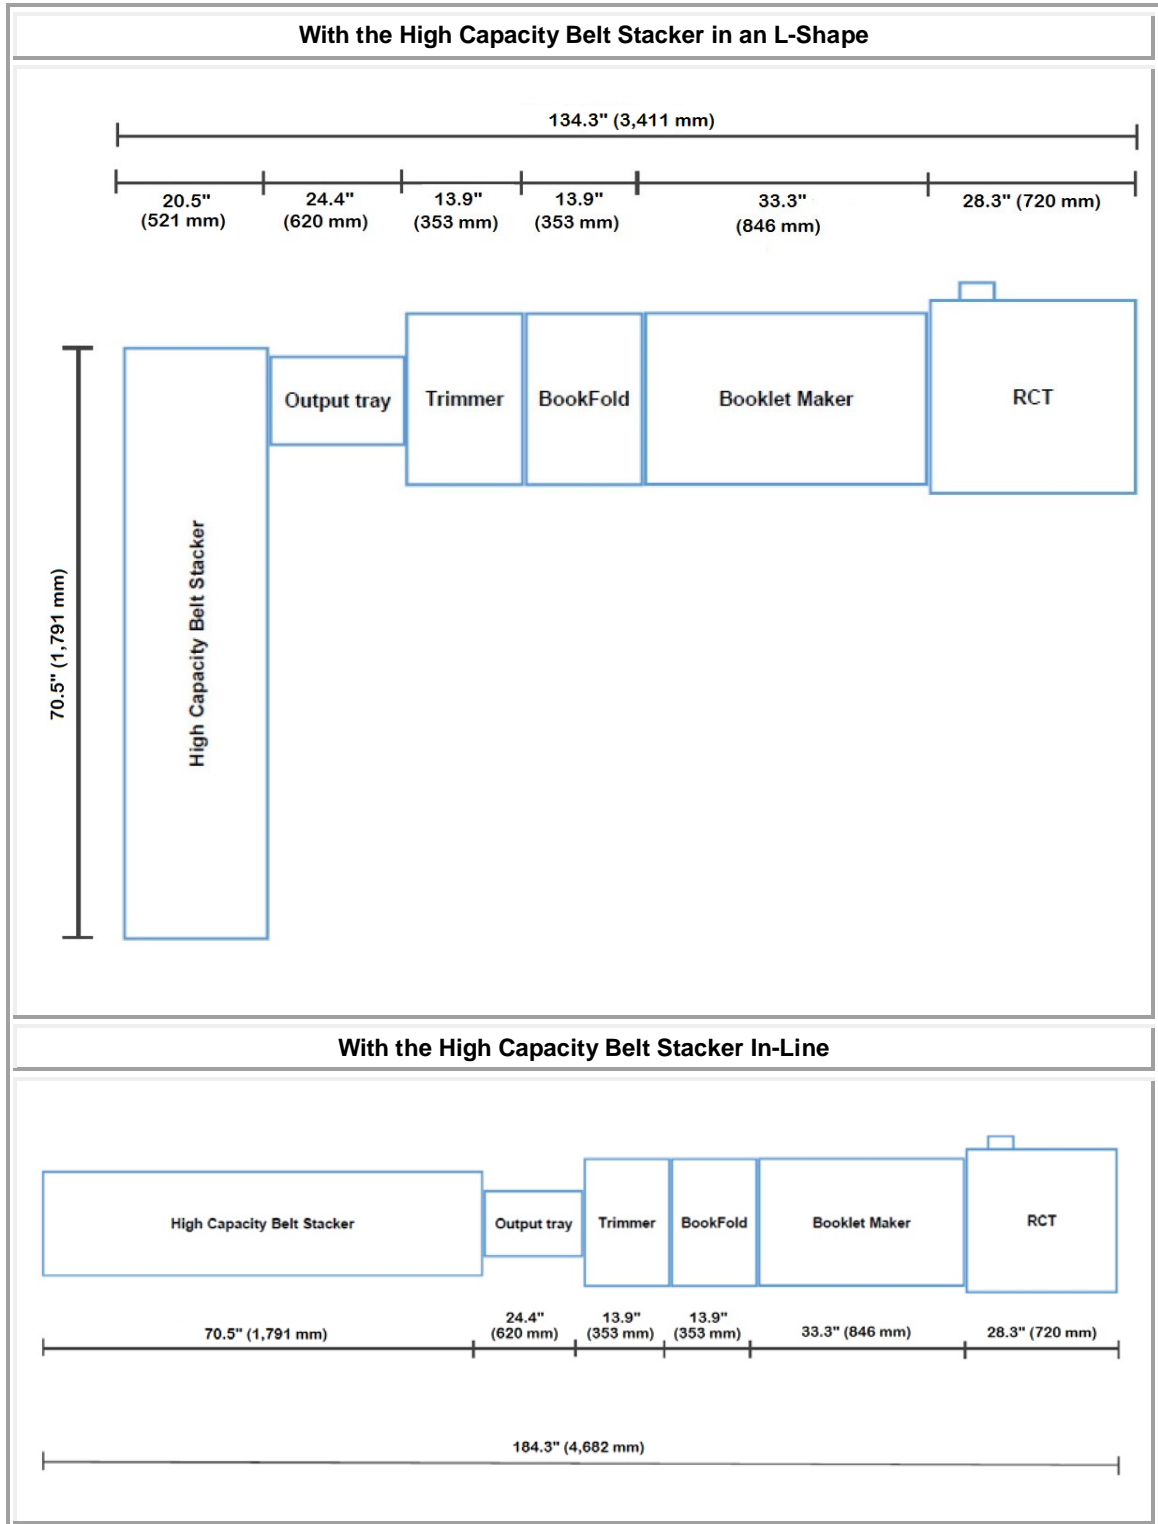 With the High Capacity Belt Stacker in an L-Shape
134.3" (3,411 mm)
20.5"
(521 mm)
24.4"
(620 mm)
13.9"
(353 mm)
13.9"
(353 mm)
33.3"
(846 mm)
28.3" (720 mm)
Output tray
Trimmer
BookFold
Booklet Maker
RCT
High Capacity Belt Stacker
70.5" (1,791 mm)
With the High Capacity Belt Stacker In-Line
High Capacity Belt Stacker
Output tray
Trimmer
BookFold
Booklet Maker
RCT
70.5" (1,791 mm)
24.4"
(620 mm)
13.9"
(353 mm)
13.9"
(353 mm)
33.3" (846 mm)
28.3" (720 mm)
184.3" (4,682 mm)